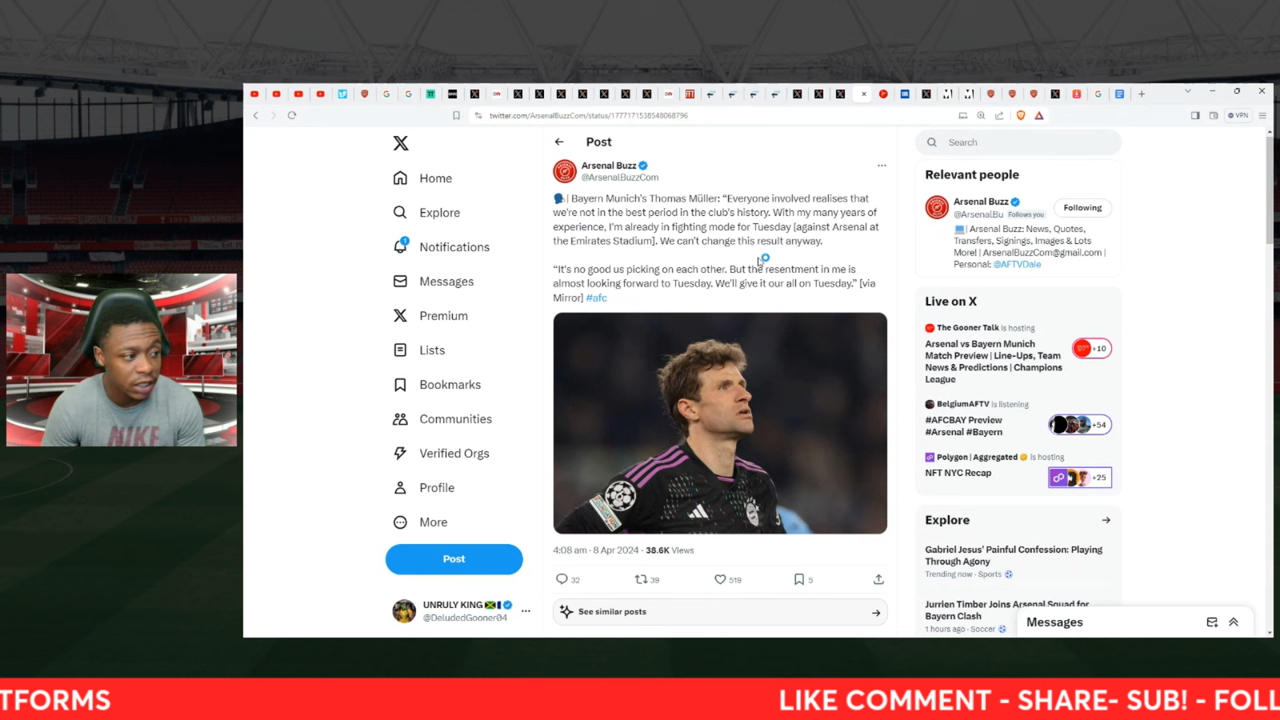 twitter.com/ArsenalBuzzCom/status/1777171538548068796
VPN
Home
Explore
Notifications
Messages
Premium
Lists
Bookmarks
Communities
Verified Orgs
Profile
More
Post
UNRULY KING
@DeludedGooner04
Post
Arsenal Buzz
@ArsenalBuzzCom
| Bayern Munich's Thomas Müller: “Everyone involved realises that
we're not in the best period in the club's history. With my many years of
experience, I'm already in fighting mode for Tuesday [against Arsenal at
the Emirates Stadium]. We can't change this result anyway.
“It's no good us picking on each other. But the resentment in me is
almost looking forward to Tuesday. We'll give it our all on Tuesday.” [via
Mirror] #afc
4:08 am · 8 Apr 2024 · 38.6K Views
32 39 519 5
See similar posts
Search
Relevant people
Arsenal Buzz
@ArsenalBu Follows you
Following
| Arsenal Buzz: News, Quotes,
Transfers, Signings, Images & Lots
More! | ArsenalBuzzCom@gmail.com |
Personal: @AFTVDale
Live on X
The Gooner Talk is hosting
Arsenal vs Bayern Munich
Match Preview | Line-Ups, Team
News & Predictions | Champions
League
+10
BelgiumAFTV is listening
#AFCBAY Preview
#Arsenal #Bayern
+54
Polygon | Aggregated is hosting
NFT NYC Recap
+25
Explore
Gabriel Jesus' Painful Confession: Playing
Through Agony
Trending now · Sports
Jurrien Timber Joins Arsenal Squad for
Bayern Clash
1 hours ago · Soccer
Messages
NIKE
TFORMS
LIKE COMMENT - SHARE- SUB! - FOLL